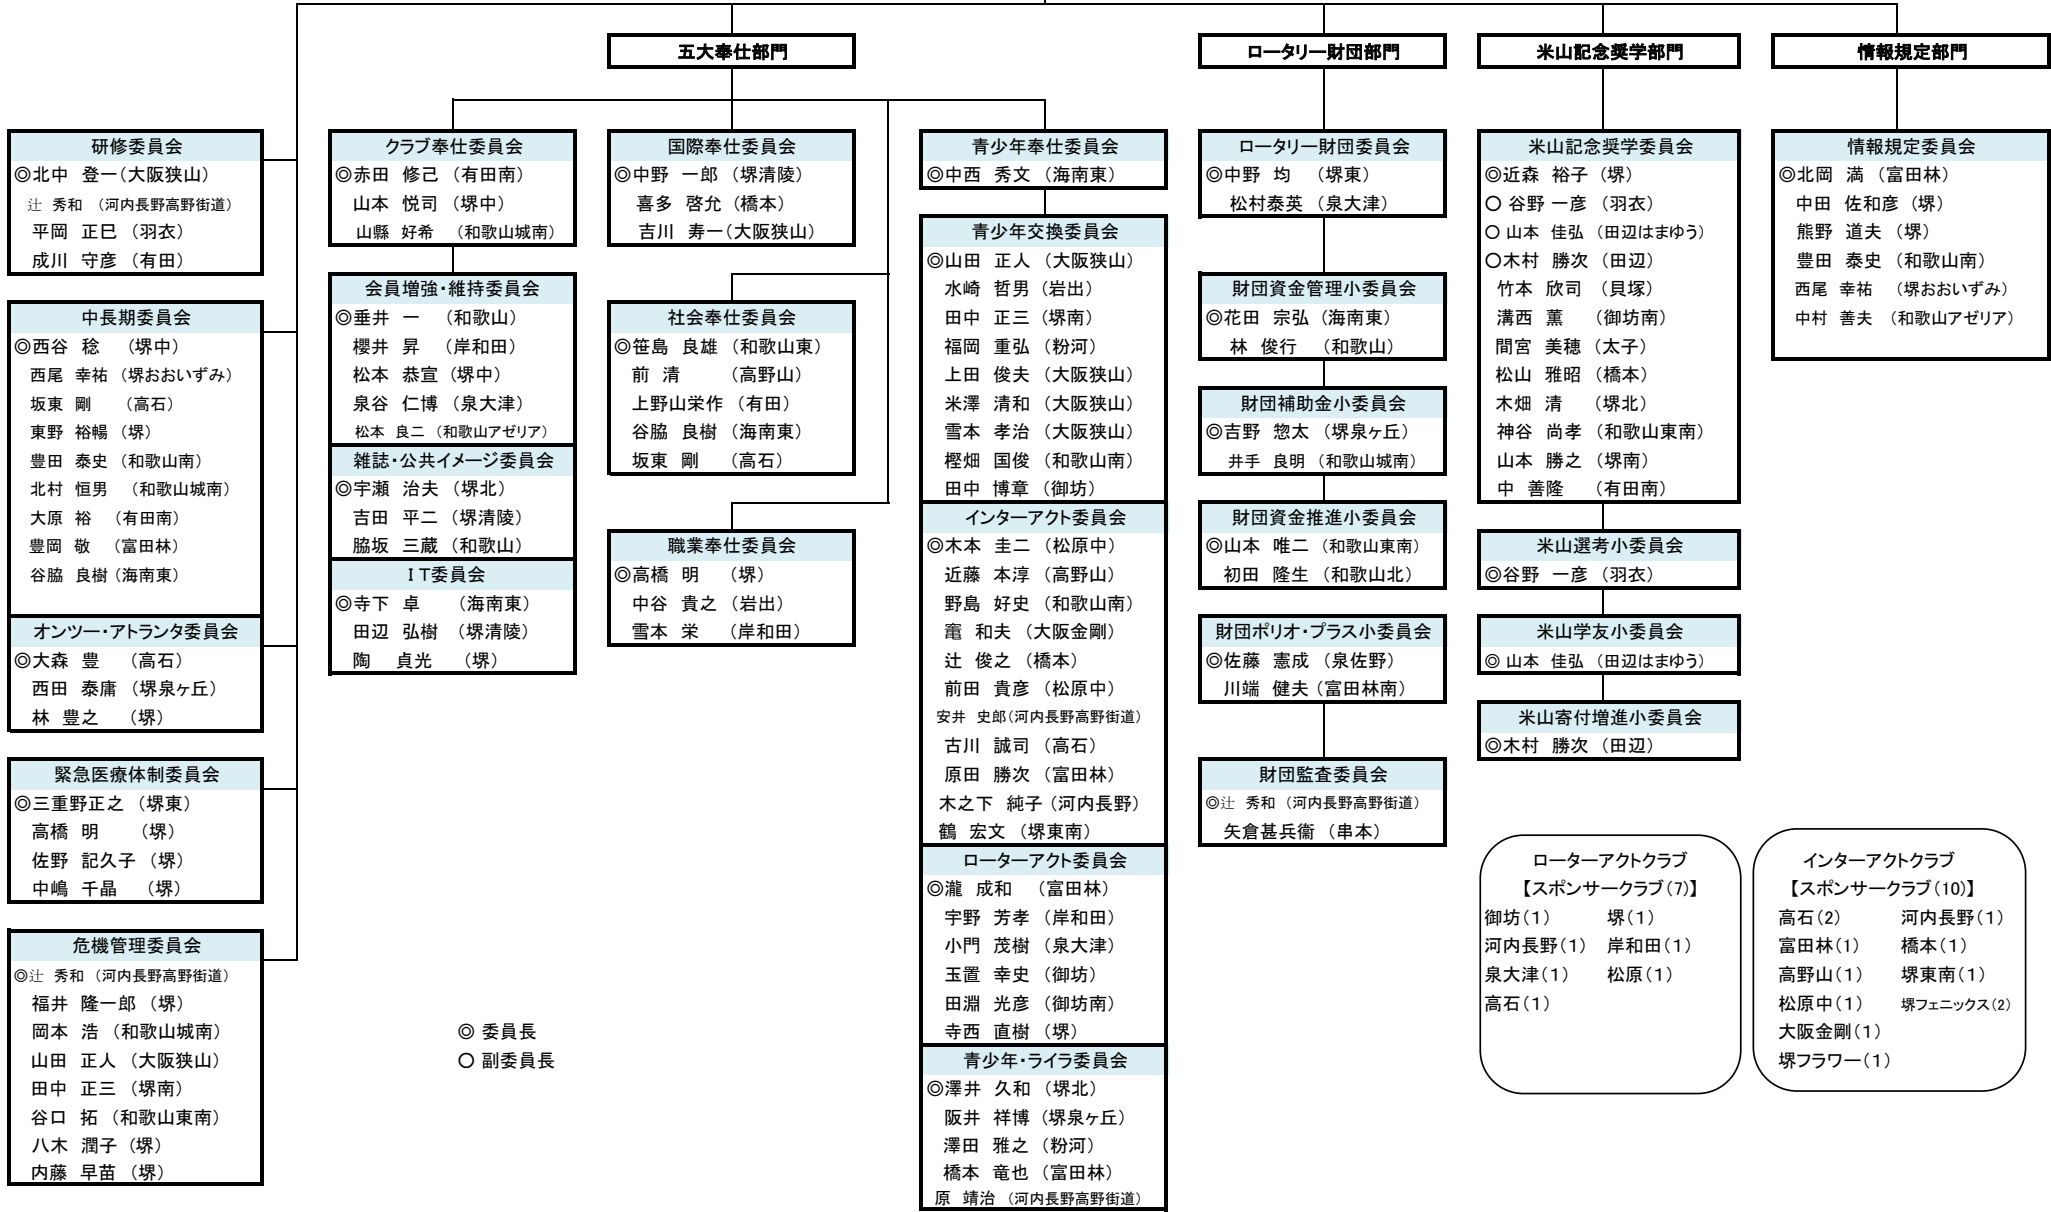 五大奉仕部門
ロータリー財団部門
米山記念奨学部門
情報規定部門
研修委員会
◎北中 登一(大阪狭山)
辻 秀和 (河内長野高野街道)
平岡 正巳 (羽衣)
成川 守彦 (有田)
中長期委員会
◎西谷 稔 (堺中)
西尾 幸祐 (堺おおいずみ)
坂東 剛 (高石)
東野 裕暢 (堺)
豊田 泰史 (和歌山南)
北村 恒男 (和歌山城南)
大原 裕 (有田南)
豊岡 敬 (富田林)
谷脇 良樹 (海南東)
オンツー・アトランタ委員会
◎大森 豊 (高石)
西田 泰庸 (堺泉ヶ丘)
林 豊之 (堺)
緊急医療体制委員会
◎三重野正之 (堺東)
高橋 明 (堺)
佐野 記久子 (堺)
中嶋 千晶 (堺)
危機管理委員会
◎辻 秀和 (河内長野高野街道)
福井 隆一郎 (堺)
岡本 浩 (和歌山城南)
山田 正人 (大阪狭山)
田中 正三 (堺南)
谷口 拓 (和歌山東南)
八木 潤子 (堺)
内藤 早苗 (堺)
クラブ奉仕委員会
◎赤田 修己 (有田南)
山本 悦司 (堺中)
山縣 好希 (和歌山城南)
会員増強・維持委員会
◎垂井 一 (和歌山)
櫻井 昇 (岸和田)
松本 恭宣 (堺中)
泉谷 仁博 (泉大津)
松本 良二 (和歌山アゼリア)
雑誌・公共イメージ委員会
◎宇瀬 治夫 (堺北)
吉田 平二 (堺清陵)
脇坂 三蔵 (和歌山)
IT委員会
◎寺下 卓 (海南東)
田辺 弘樹 (堺清陵)
陶 貞光 (堺)
国際奉仕委員会
◎中野 一郎 (堺清陵)
喜多 啓允 (橋本)
吉川 寿一(大阪狭山)
社会奉仕委員会
◎笹島 良雄 (和歌山東)
前 清 (高野山)
上野山栄作 (有田)
谷脇 良樹 (海南東)
坂東 剛 (高石)
職業奉仕委員会
◎高橋 明 (堺)
中谷 貴之 (岩出)
雪本 栄 (岸和田)
青少年奉仕委員会
◎中西 秀文 (海南東)
青少年交換委員会
◎山田 正人 (大阪狭山)
水崎 哲男 (岩出)
田中 正三 (堺南)
福岡 重弘 (粉河)
上田 俊夫 (大阪狭山)
米澤 清和 (大阪狭山)
雪本 孝治 (大阪狭山)
樫畑 国俊 (和歌山南)
田中 博章 (御坊)
インターアクト委員会
◎木本 圭二 (松原中)
近藤 本淳 (高野山)
野島 好史 (和歌山南)
竃 和夫 (大阪金剛)
辻 俊之 (橋本)
前田 貴彦 (松原中)
安井 史郎(河内長野高野街道)
古川 誠司 (高石)
原田 勝次 (富田林)
木之下 純子 (河内長野)
鶴 宏文 (堺東南)
ローターアクト委員会
◎瀧 成和 (富田林)
宇野 芳孝 (岸和田)
小門 茂樹 (泉大津)
玉置 幸史 (御坊)
田淵 光彦 (御坊南)
寺西 直樹 (堺)
青少年・ライラ委員会
◎澤井 久和 (堺北)
阪井 祥博 (堺泉ヶ丘)
澤田 雅之 (粉河)
橋本 竜也 (富田林)
原 靖治 (河内長野高野街道)
ロータリー財団委員会
◎中野 均 (堺東)
松村泰英 (泉大津)
財団資金管理小委員会
◎花田 宗弘 (海南東)
林 俊行 (和歌山)
財団補助金小委員会
◎吉野 惣太 (堺泉ヶ丘)
井手 良明 (和歌山城南)
財団資金推進小委員会
◎山本 唯二 (和歌山東南)
初田 隆生 (和歌山北)
財団ポリオ・プラス小委員会
◎佐藤 憲成 (泉佐野)
川端 健夫 (富田林南)
財団監査委員会
◎辻 秀和 (河内長野高野街道)
矢倉甚兵衞 (串本)
米山記念奨学委員会
◎近森 裕子 (堺)
〇 谷野 一彦 (羽衣)
〇 山本 佳弘 (田辺はまゆう)
〇木村 勝次 (田辺)
竹本 欣司 (貝塚)
溝西 薫 (御坊南)
間宮 美穂 (太子)
松山 雅昭 (橋本)
木畑 清 (堺北)
神谷 尚孝 (和歌山東南)
山本 勝之 (堺南)
中 善隆 (有田南)
米山選考小委員会
◎谷野 一彦 (羽衣)
米山学友小委員会
◎ 山本 佳弘 (田辺はまゆう)
米山寄付増進小委員会
◎木村 勝次 (田辺)
情報規定委員会
◎北岡 満 (富田林)
中田 佐和彦 (堺)
熊野 道夫 (堺)
豊田 泰史 (和歌山南)
西尾 幸祐 (堺おおいずみ)
中村 善夫 (和歌山アゼリア)
◎ 委員長
〇 副委員長
ローターアクトクラブ
【スポンサークラブ(7)】
御坊(1) 堺(1)
河内長野(1) 岸和田(1)
泉大津(1) 松原(1)
高石(1)
インターアクトクラブ
【スポンサークラブ(10)】
高石(2) 河内長野(1)
富田林(1) 橋本(1)
高野山(1) 堺東南(1)
松原中(1) 堺フェニックス(2)
大阪金剛(1)
堺フラワー(1)